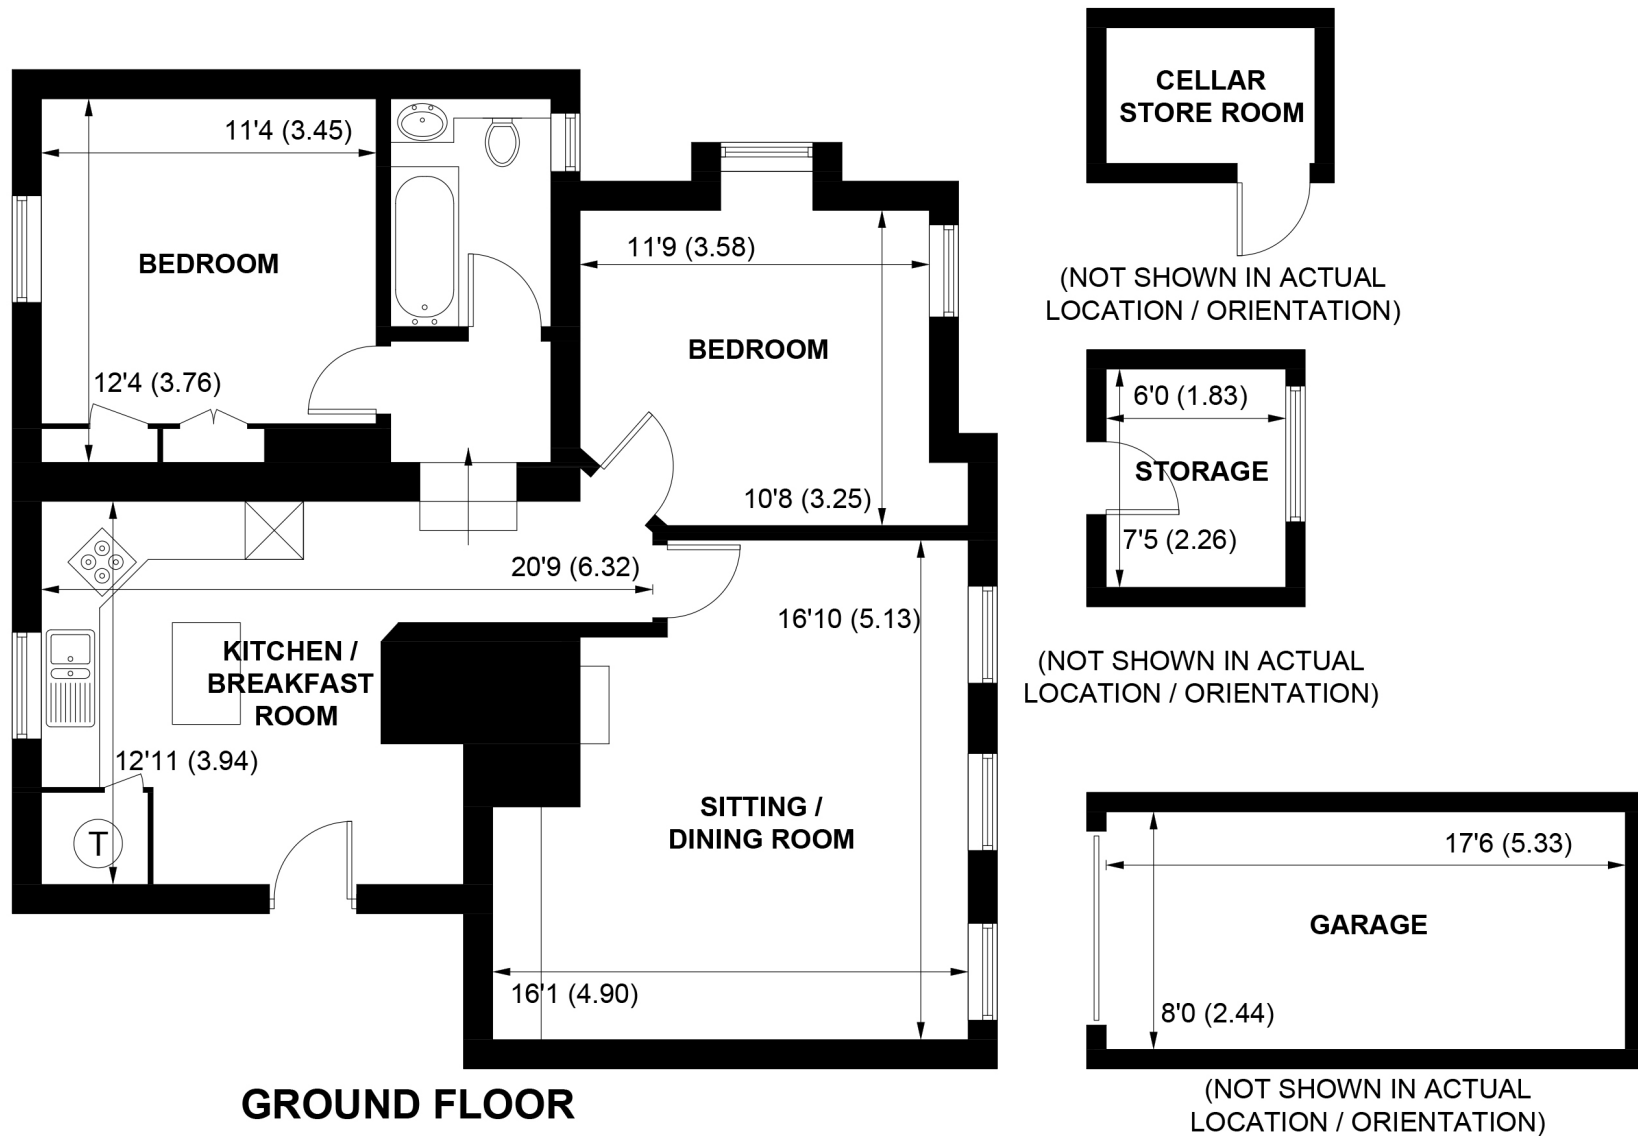 CELLAR
STORE ROOM
(NOT SHOWN IN ACTUAL
LOCATION / ORIENTATION)
11'4 (3.45)
BEDROOM
12'4 (3.76)
11'9 (3.58)
BEDROOM
10'8 (3.25)
6'0 (1.83)
STORAGE
7'5 (2.26)
(NOT SHOWN IN ACTUAL
LOCATION / ORIENTATION)
20'9 (6.32)
KITCHEN /
BREAKFAST
ROOM
12'11 (3.94)
T
16'10 (5.13)
SITTING /
DINING ROOM
16'1 (4.90)
17'6 (5.33)
GARAGE
8'0 (2.44)
(NOT SHOWN IN ACTUAL
LOCATION / ORIENTATION)
GROUND FLOOR